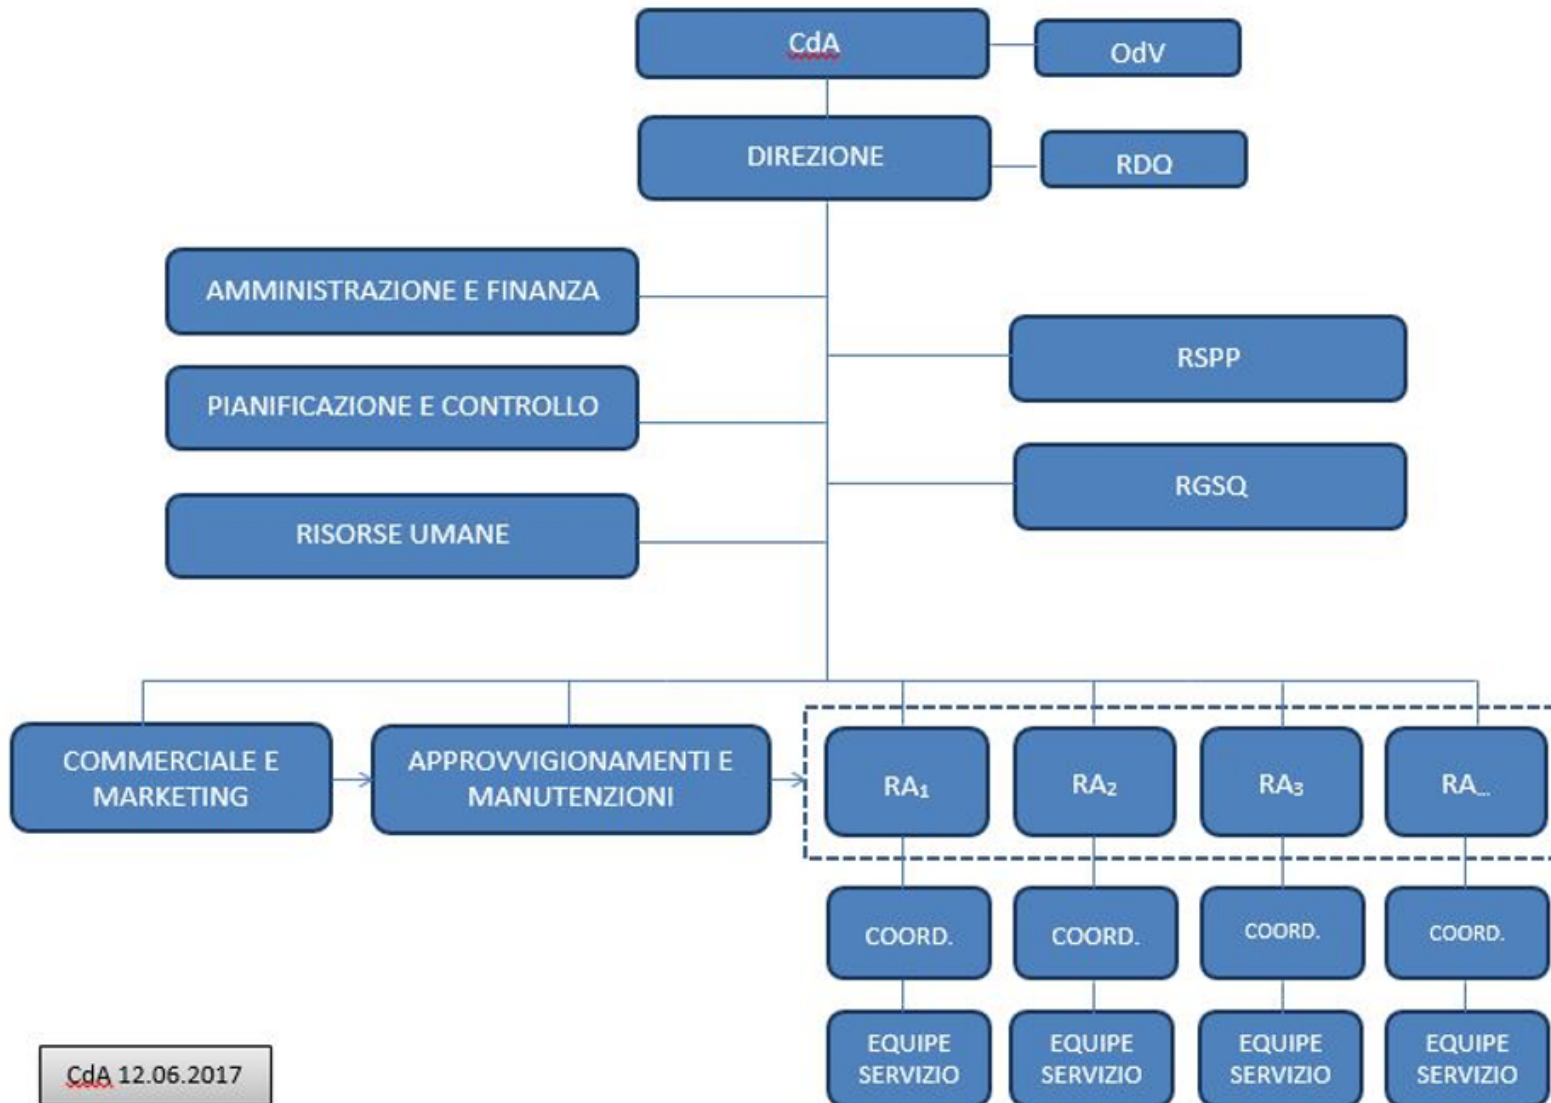 CdA
OdV
DIREZIONE
RDQ
AMMINISTRAZIONE E FINANZA
RSPP
PIANIFICAZIONE E CONTROLLO
RGSQ
RISORSE UMANE
COMMERCIALE E
MARKETING
APPROVVIGIONAMENTI E
MANUTENZIONI
RA₁
RA₂
RA₃
RA…
COORD.
COORD.
COORD.
COORD.
EQUIPE
SERVIZIO
EQUIPE
SERVIZIO
EQUIPE
SERVIZIO
EQUIPE
SERVIZIO
CdA 12.06.2017